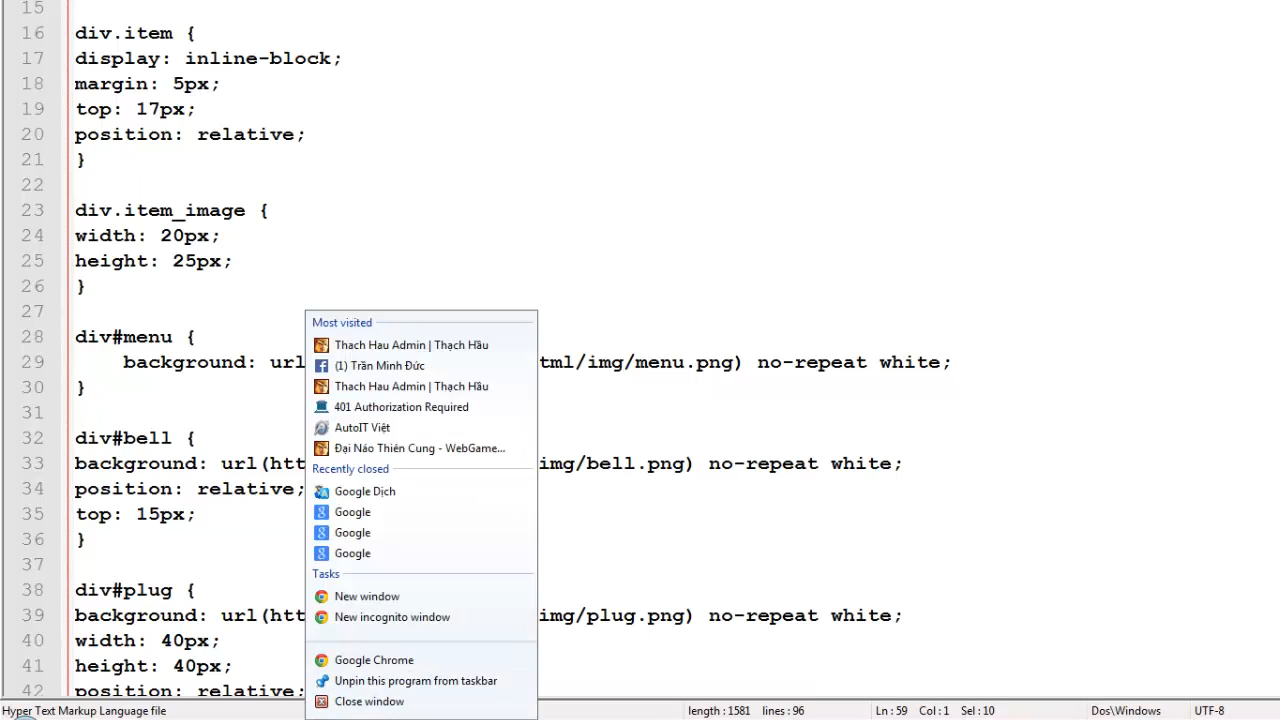 15
16 div.item {
17 display: inline-block;
18 margin: 5px;
19 top: 17px;
20 position: relative;
21 }
22
23 div.item_image {
24 width: 20px;
25 height: 25px;
26 }
27
28 div#menu {
29 background: url tml/img/menu.png) no-repeat white;
30 }
31
32 div#bell {
33 background: url(htt img/bell.png) no-repeat white;
34 position: relative;
35 top: 15px;
36 }
37
38 div#plug {
39 background: url(htt img/plug.png) no-repeat white;
40 width: 40px;
41 height: 40px;
42 position: relative;
Most visited
Thach Hau Admin | Thạch Hầu
(1) Trần Minh Đức
Thach Hau Admin | Thạch Hầu
401 Authorization Required
AutoIT Việt
Đại Náo Thiên Cung - WebGame...
Recently closed
Google Dịch
Google
Google
Google
Tasks
New window
New incognito window
Google Chrome
Unpin this program from taskbar
Close window
Hyper Text Markup Language file length : 1581 lines : 96 Ln : 59 Col : 1 Sel : 10 Dos\Windows UTF-8